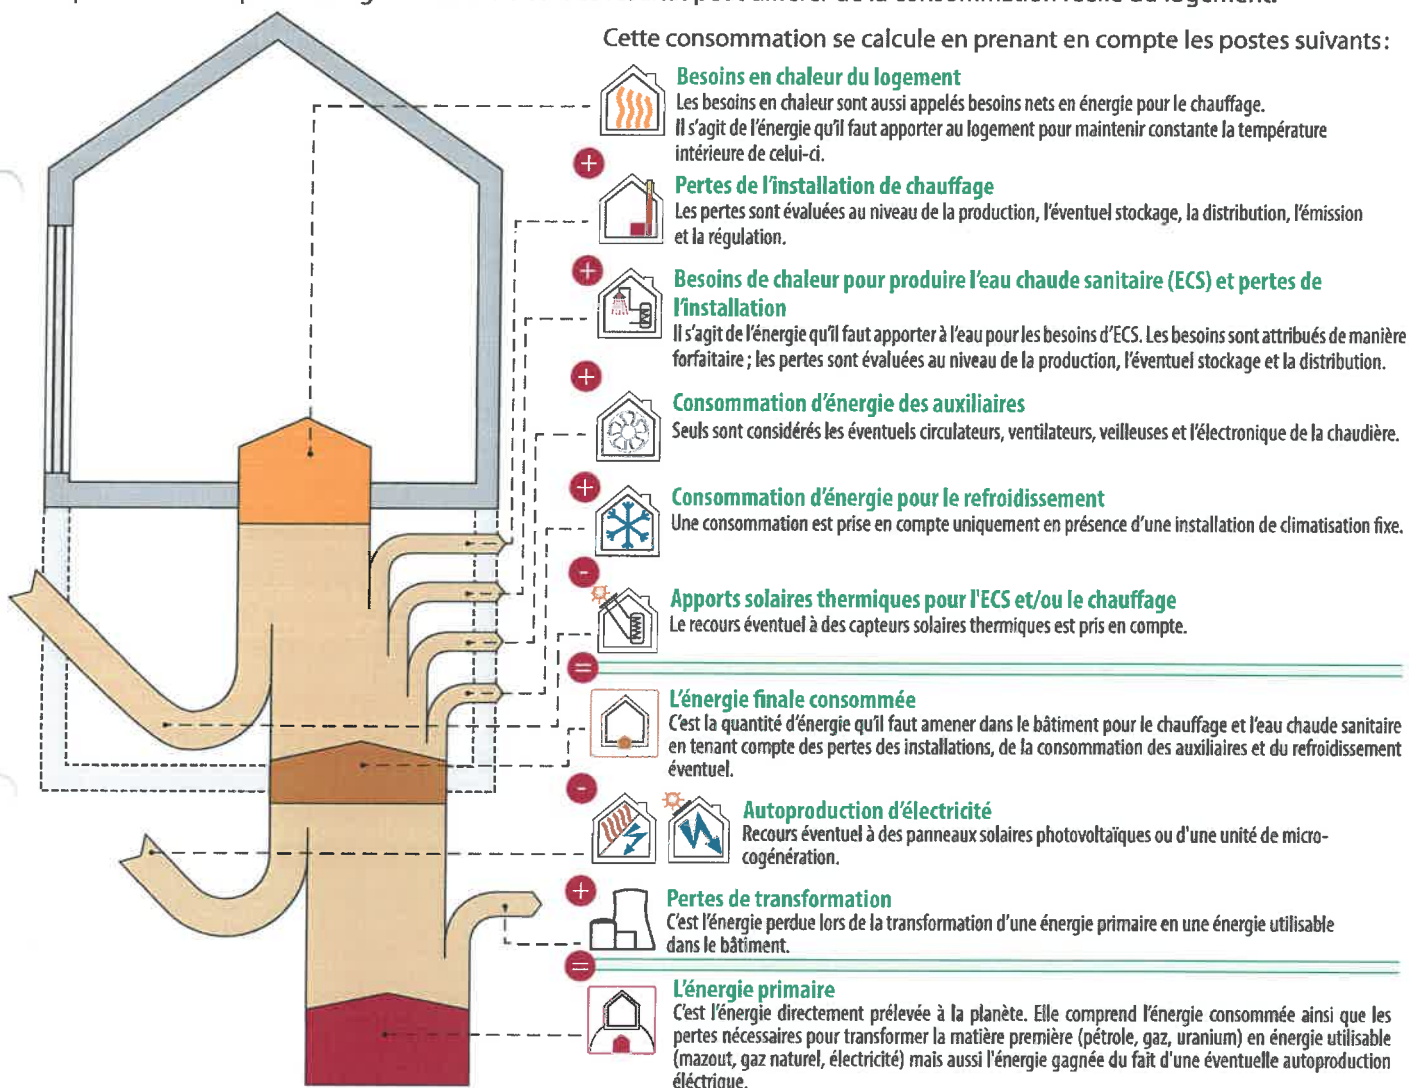 de la consommation réelle du logement.
Cette consommation se calcule en prenant en compte les postes suivants:
Besoins en chaleur du logement
Les besoins en chaleur sont aussi appelés besoins nets en énergie pour le chauffage.
Il s'agit de l'énergie qu'il faut apporter au logement pour maintenir constante la température
intérieure de celui-ci.
+
Pertes de l'installation de chauffage
Les pertes sont évaluées au niveau de la production, l'éventuel stockage, la distribution, l'émission
et la régulation.
+
Besoins de chaleur pour produire l'eau chaude sanitaire (ECS) et pertes de
l'installation
Il s'agit de l'énergie qu'il faut apporter à l'eau pour les besoins d'ECS. Les besoins sont attribués de manière
forfaitaire ; les pertes sont évaluées au niveau de la production, l'éventuel stockage et la distribution.
+
Consommation d'énergie des auxiliaires
Seuls sont considérés les éventuels circulateurs, ventilateurs, veilleuses et l'électronique de la chaudière.
+
Consommation d'énergie pour le refroidissement
Une consommation est prise en compte uniquement en présence d'une installation de climatisation fixe.
-
Apports solaires thermiques pour l'ECS et/ou le chauffage
Le recours éventuel à des capteurs solaires thermiques est pris en compte.
=
L'énergie finale consommée
C'est la quantité d'énergie qu'il faut amener dans le bâtiment pour le chauffage et l'eau chaude sanitaire
en tenant compte des pertes des installations, de la consommation des auxiliaires et du refroidissement
éventuel.
-
Autoproduction d'électricité
Recours éventuel à des panneaux solaires photovoltaïques ou d'une unité de micro-
cogénération.
+
Pertes de transformation
C'est l'énergie perdue lors de la transformation d'une énergie primaire en une énergie utilisable
dans le bâtiment.
=
L'énergie primaire
C'est l'énergie directement prélevée à la planète. Elle comprend l'énergie consommée ainsi que les
pertes nécessaires pour transformer la matière première (pétrole, gaz, uranium) en énergie utilisable
(mazout, gaz naturel, électricité) mais aussi l'énergie gagnée du fait d'une éventuelle autoproduction
éléctrique.